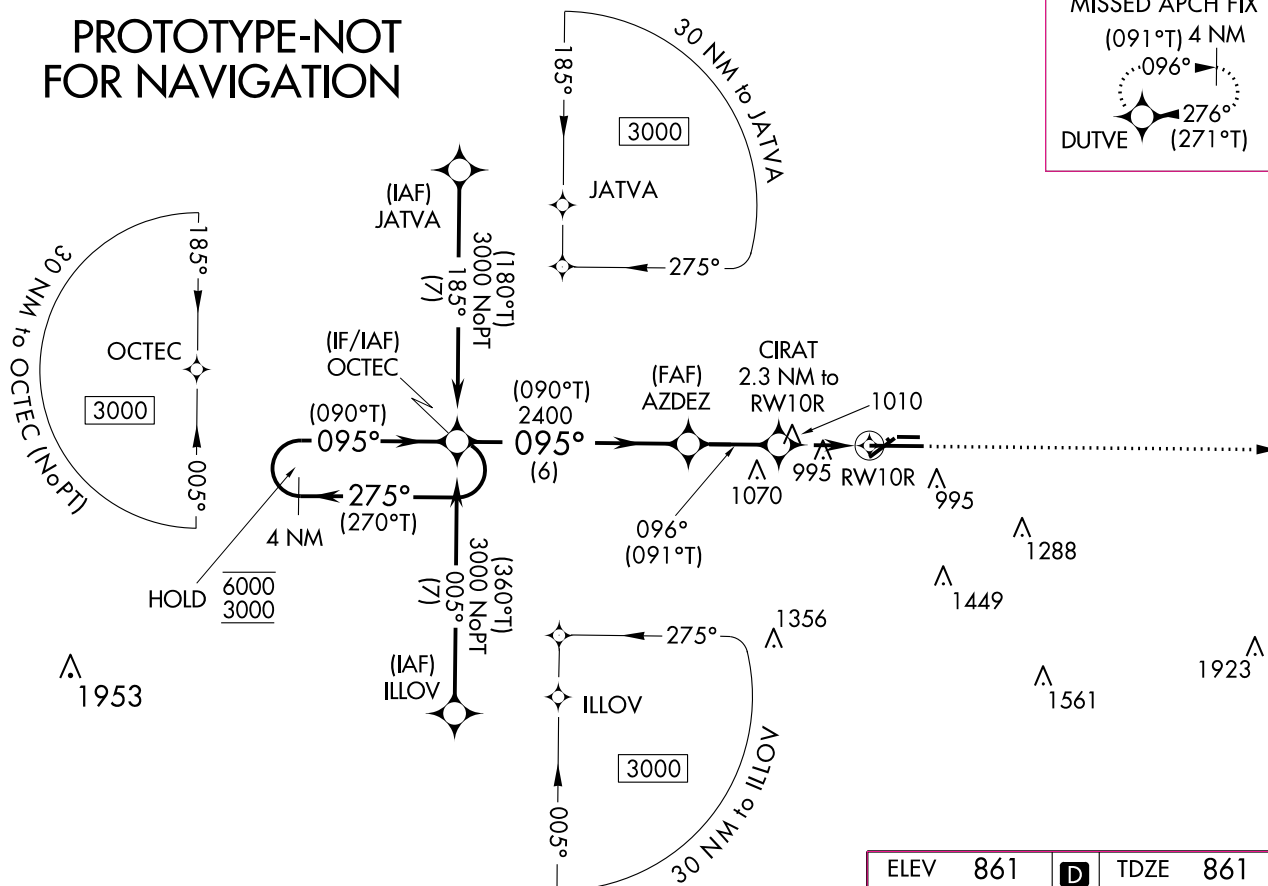 PROTOTYPE-NOT
FOR NAVIGATION
MISSED APCH FIX
(091°T) 4 NM
096°
276°
(271°T)
DUTVE
30 NM to JATVA
185°
3000
JATVA
275°
(IAF)
JATVA
(180°T)
3000 NoPT
185°
(7)
30 NM to OCTEC (NoPT)
185°
OCTEC
3000
005°
(IF/IAF)
OCTEC
(090°T)
095°
275°
(270°T)
4 NM
HOLD
6000
3000
(090°T)
2400
095°
(6)
(FAF)
AZDEZ
CIRAT
2.3 NM to
RW10R
1010
995
RW10R
1070
096°
(091°T)
995
1288
1449
1356
1923
1561
1953
(360°T)
3000 NoPT
005°
(7)
(IAF)
ILLOV
275°
ILLOV
3000
005°
30 NM to ILLOV
ELEV 861 D TDZE 861